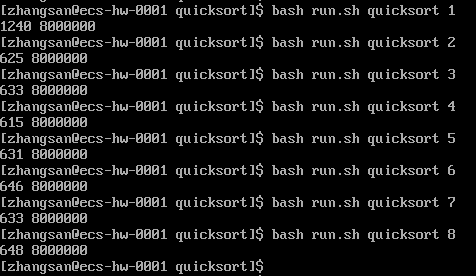 [zhangsan@ecs-hw-0001 quicksort]$ bash run.sh quicksort 1
1240 8000000
[zhangsan@ecs-hw-0001 quicksort]$ bash run.sh quicksort 2
625 8000000
[zhangsan@ecs-hw-0001 quicksort]$ bash run.sh quicksort 3
633 8000000
[zhangsan@ecs-hw-0001 quicksort]$ bash run.sh quicksort 4
615 8000000
[zhangsan@ecs-hw-0001 quicksort]$ bash run.sh quicksort 5
631 8000000
[zhangsan@ecs-hw-0001 quicksort]$ bash run.sh quicksort 6
646 8000000
[zhangsan@ecs-hw-0001 quicksort]$ bash run.sh quicksort 7
633 8000000
[zhangsan@ecs-hw-0001 quicksort]$ bash run.sh quicksort 8
648 8000000
[zhangsan@ecs-hw-0001 quicksort]$